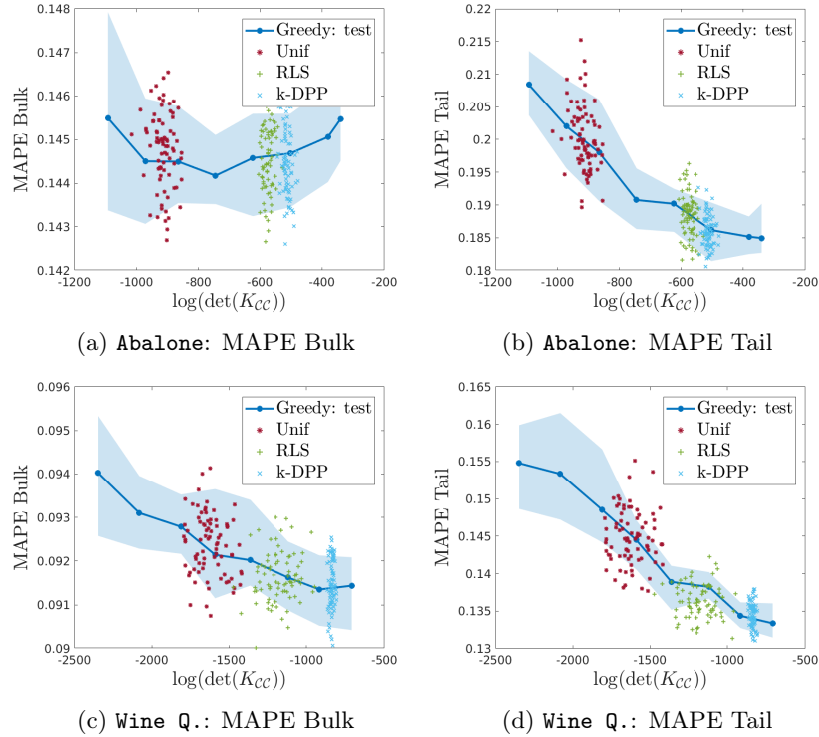 0.148
0.147
0.146
0.145
0.144
0.143
0.142
MAPE Bulk
Greedy: test
Unif
RLS
k-DPP
-1200 -1000 -800 -600 -400 -200
log(det(K_CC))
(a) Abalone: MAPE Bulk
0.22
0.215
0.21
0.205
0.2
0.195
0.19
0.185
0.18
MAPE Tail
Greedy: test
Unif
RLS
k-DPP
-1200 -1000 -800 -600 -400 -200
log(det(K_CC))
(b) Abalone: MAPE Tail
0.096
0.095
0.094
0.093
0.092
0.091
0.09
MAPE Bulk
Greedy: test
Unif
RLS
k-DPP
-2500 -2000 -1500 -1000 -500
log(det(K_CC))
(c) Wine Q.: MAPE Bulk
0.165
0.16
0.155
0.15
0.145
0.14
0.135
0.13
MAPE Tail
Greedy: test
Unif
RLS
k-DPP
-2500 -2000 -1500 -1000 -500
log(det(K_CC))
(d) Wine Q.: MAPE Tail